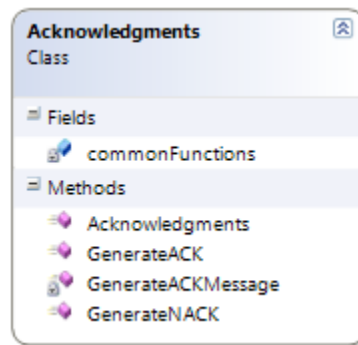 Acknowledgments
Class
Fields
commonFunctions
Methods
Acknowledgments
GenerateACK
GenerateACKMessage
GenerateNACK